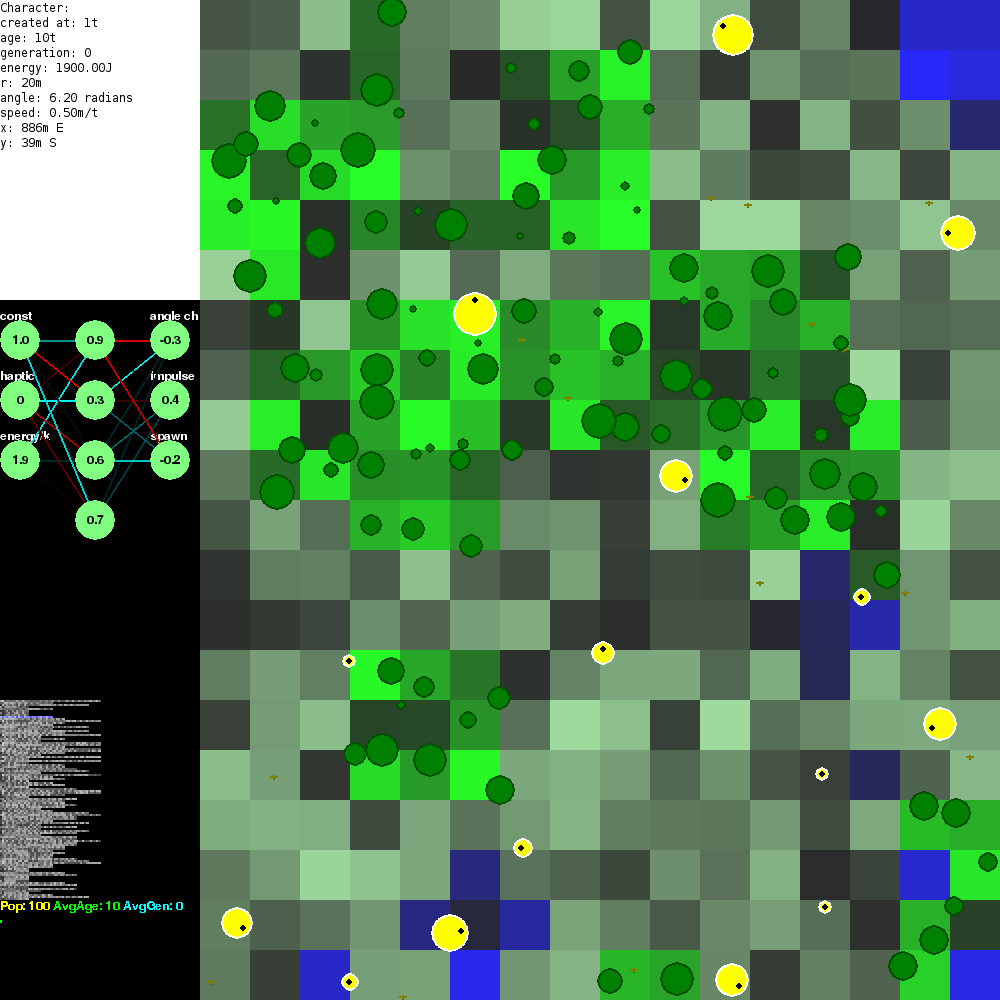 Character:
created at: 1t
age: 10t
generation: 0
energy: 1900.00J
r: 20m
angle: 6.20 radians
speed: 0.50m/t
x: 886m E
y: 39m S
const
angle ch
1.0
0.9
-0.3
haptic
impulse
0
0.3
0.4
energy/k
spawn
1.9
0.6
-0.2
0.7
Pop: 100 AvgAge: 10 AvgGen: 0